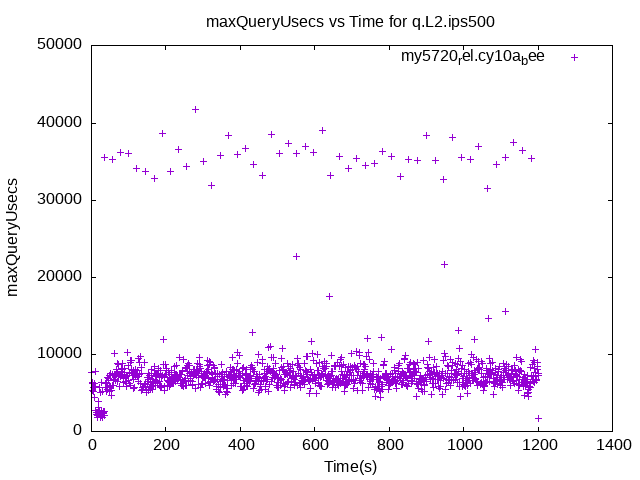 maxQueryUsecs vs Time for q.L2.ips500
my5720rel.cy10abee
50000
40000
30000
20000
10000
0
maxQueryUsecs
0 200 400 600 800 1000 1200 1400
Time(s)